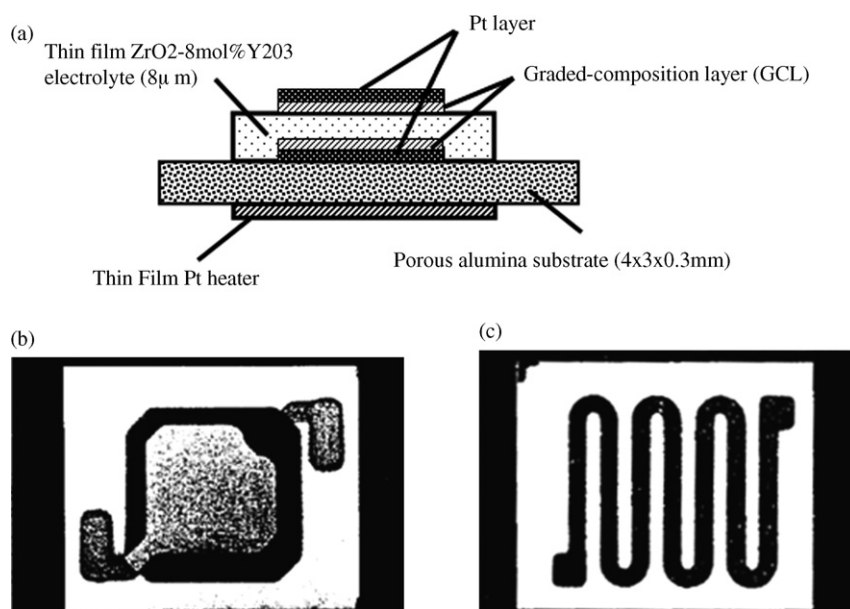 (a)
Pt layer
Thin film ZrO2-8mol%Y203
electrolyte (8μ m)
Graded-composition layer (GCL)
Porous alumina substrate (4x3x0.3mm)
Thin Film Pt heater
(b)
(c)